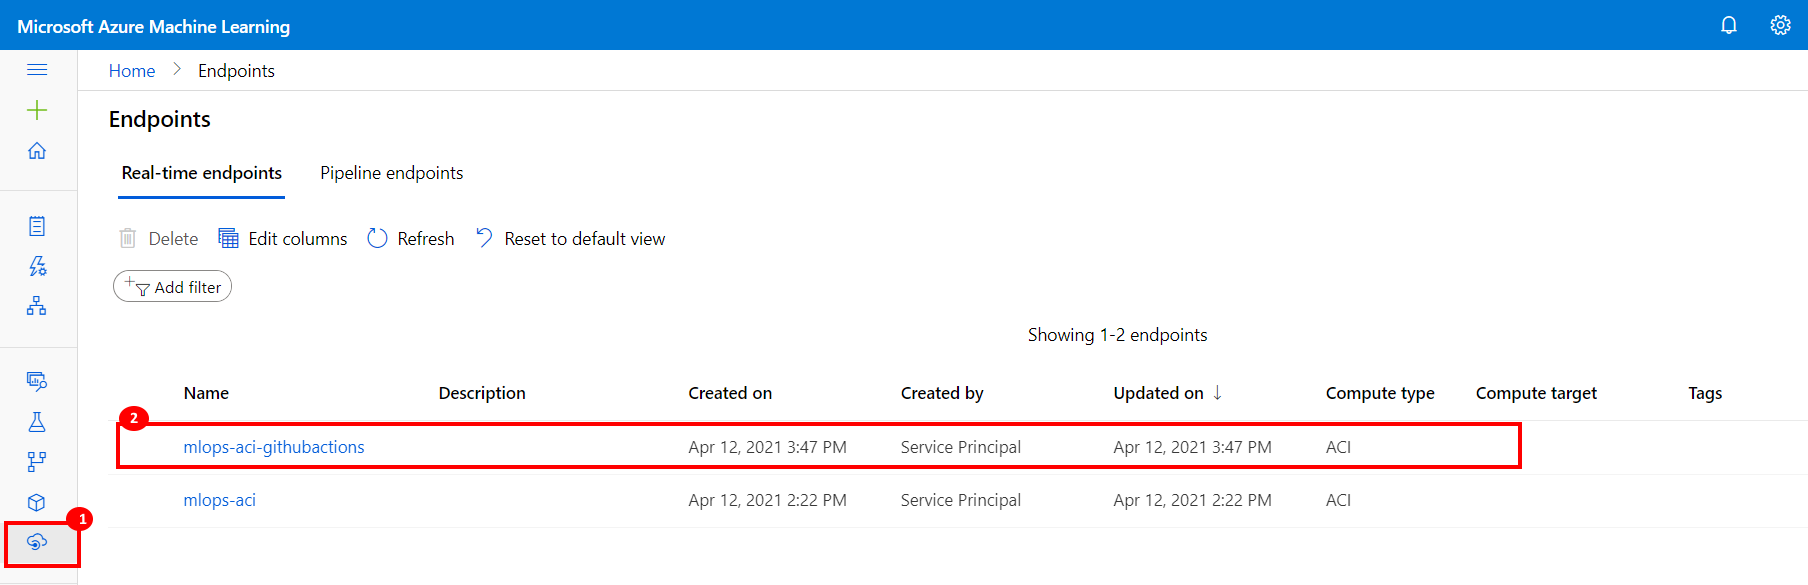 Microsoft Azure Machine Learning
Home > Endpoints
Endpoints
Real-time endpoints Pipeline endpoints
Delete Edit columns Refresh Reset to default view
Add filter
Showing 1-2 endpoints
Name Description Created on Created by Updated on ↓ Compute type Compute target Tags
2
mlops-aci-githubactions Apr 12, 2021 3:47 PM Service Principal Apr 12, 2021 3:47 PM ACI
mlops-aci Apr 12, 2021 2:22 PM Service Principal Apr 12, 2021 2:22 PM ACI
1